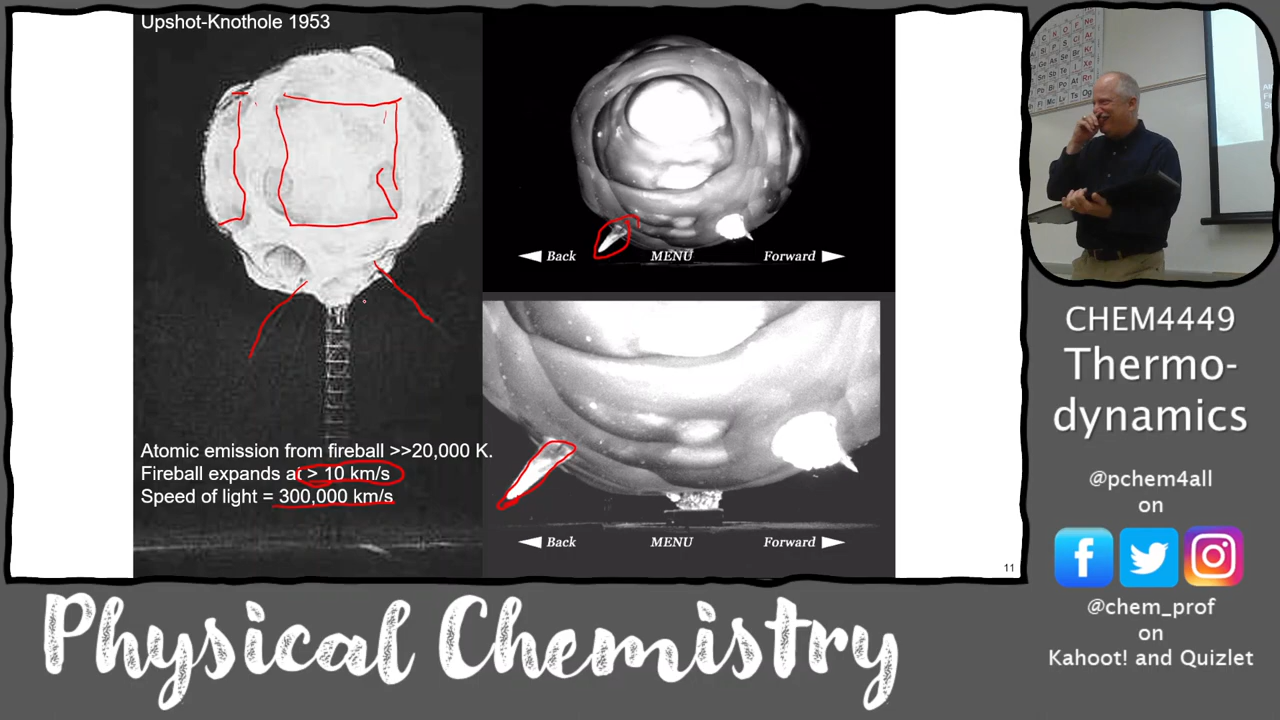 Upshot-Knothole 1953
Back MENU Forward
Atomic emission from fireball >>20,000 K.
Fireball expands at > 10 km/s
Speed of light = 300,000 km/s
Back MENU Forward
11
CHEM4449
Thermo-
dynamics
@pchem4all
on
@chem_prof
on
Kahoot! and Quizlet
Physical Chemistry